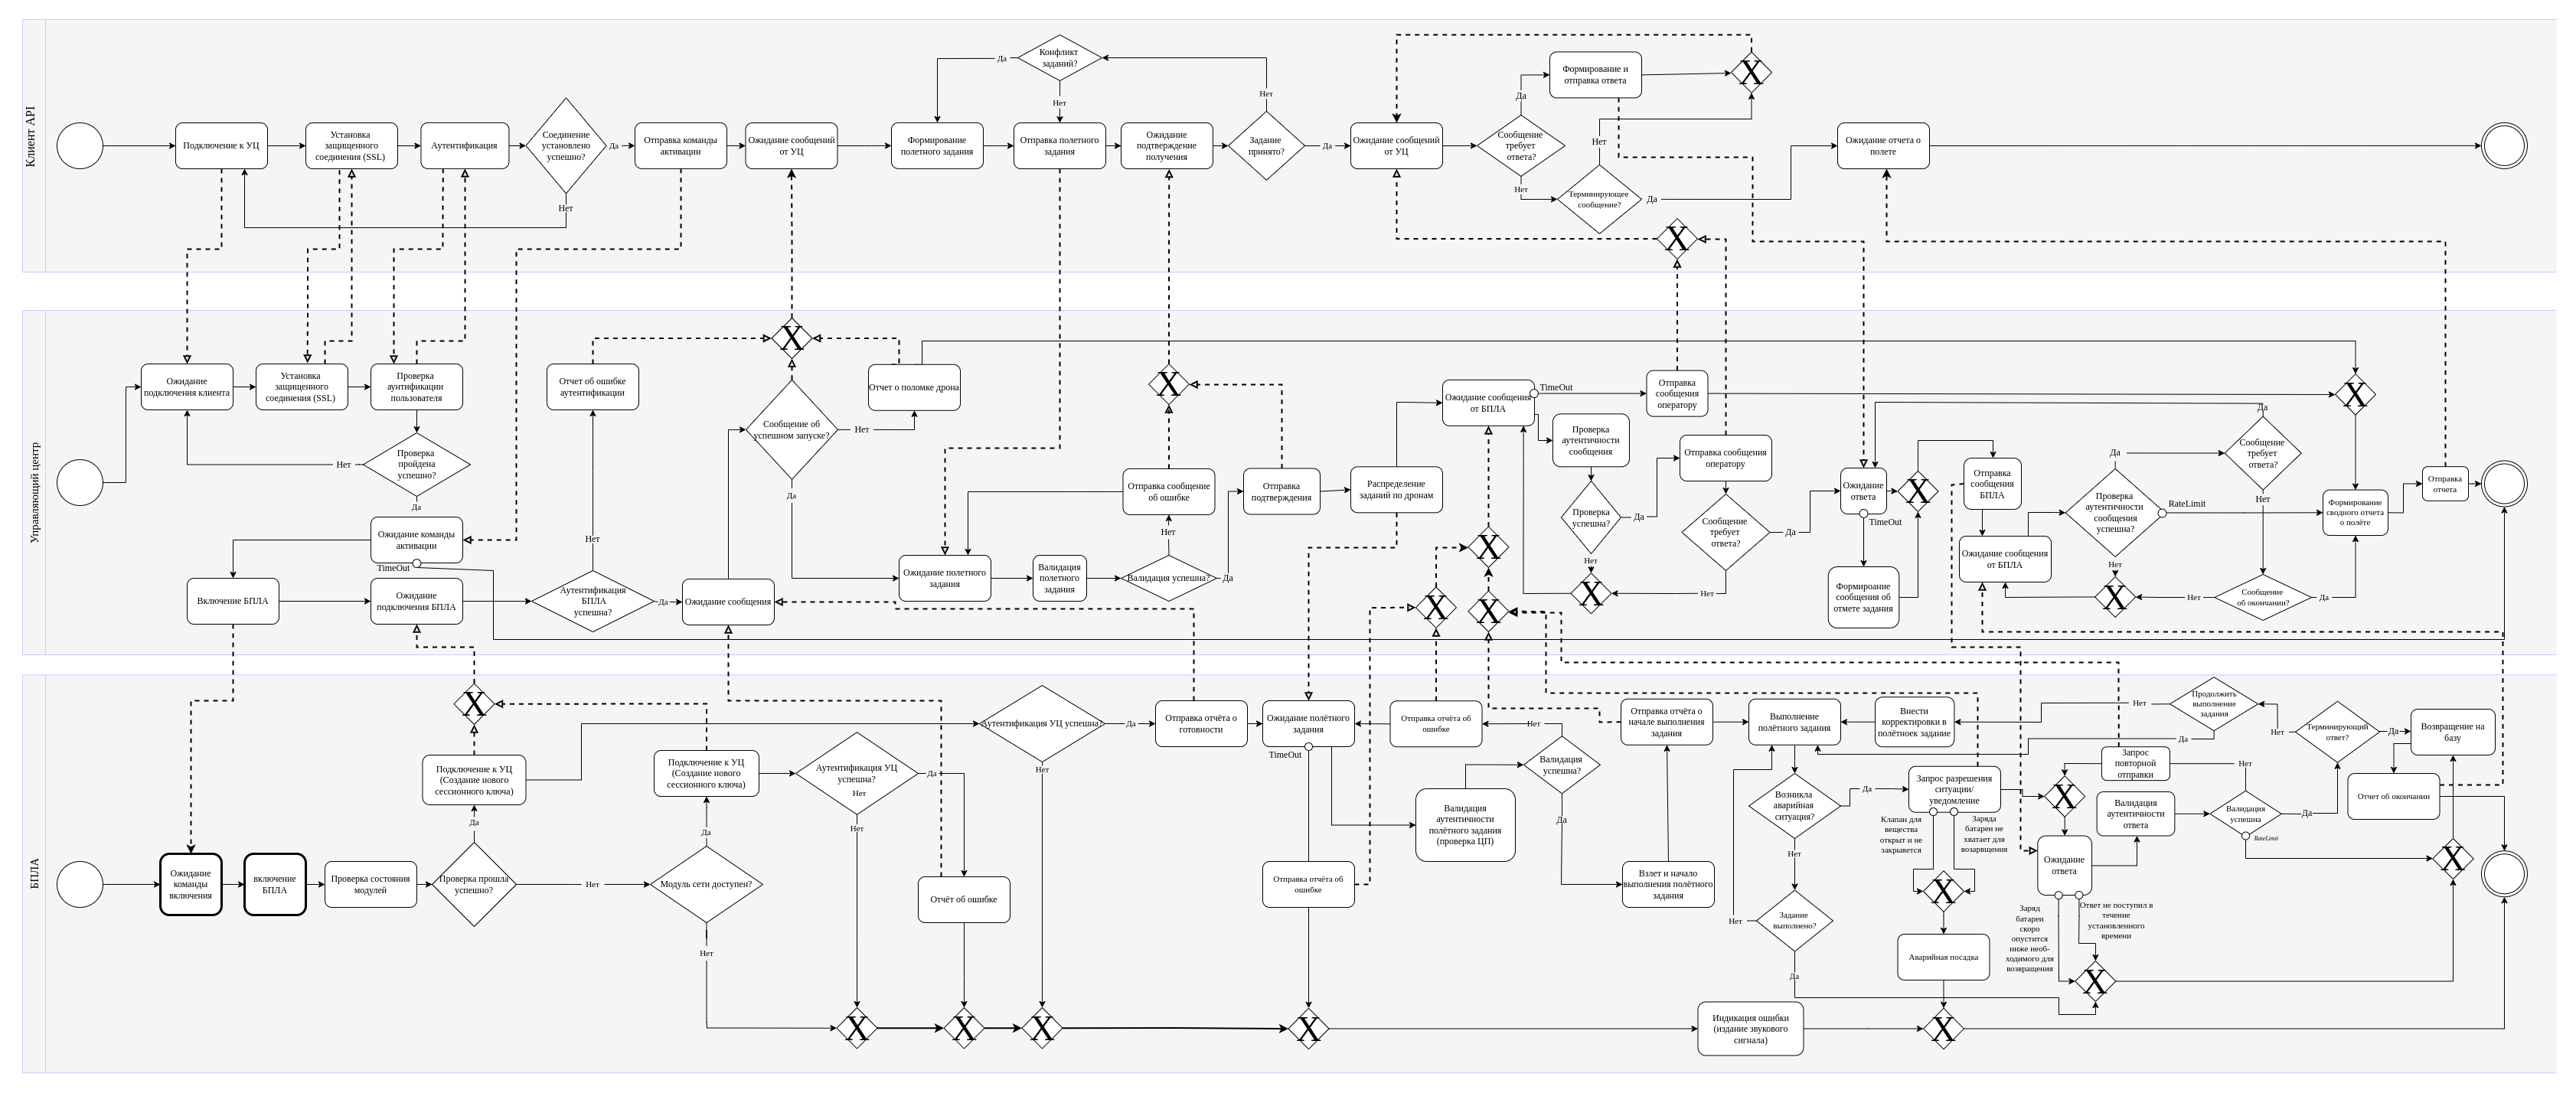 Клиент API
Подключение к УЦ
Установка
защищенного
соединения (SSL)
Аутентификация
Соединение
установлено
успешно?
Да
Нет
Отправка команды
активации
Ожидание сообщений
от УЦ
Формирование
полетного задания
Конфликт
заданий?
Да
Нет
Отправка полетного
задания
Ожидание
подтверждение
получения
Задание
принято?
Нет
Да
Ожидание сообщений
от УЦ
Сообщение
требует
ответа?
Да
Нет
Формирование и
отправка ответа
X
Терминирующее
сообщение?
Нет
Да
X
Ожидание отчета о
полете
Управляющий центр
Ожидание
подключения клиента
Установка
защищенного
соединения (SSL)
Проверка
аунтификации
пользователя
Проверка
пройдена
успешно?
Нет
Да
Ожидание команды
активации
TimeOut
Включение БПЛА
Ожидание
подключения БПЛА
Отчет об ошибке
аутентификации
Нет
Аутентификация
БПЛА
успешна?
Да
Ожидание сообщения
X
Сообщение об
успешном запуске?
Нет
Да
Отчет о поломке дрона
Ожидание полетного
задания
Валидация
полетного
задания
Валидация успешна?
Нет
Да
Отправка сообщение
об ошибке
X
Отправка
подтверждения
Распределение
заданий по дронам
Ожидание сообщения
от БПЛА
TimeOut
Отправка
сообщения
оператору
Проверка
аутентичности
сообщения
Проверка
успешна?
Да
Нет
X
Отправка сообщения
оператору
Сообщение
требует
ответа?
Да
Нет
X
X
X
Ожидание
ответа
TimeOut
Формироание
сообщения об
отмете задания
X
Отправка
сообщения
БПЛА
Ожидание сообщения
от БПЛА
Проверка
аутентичности
сообщения
успешна?
Да
RateLimit
Нет
X
Сообщение
требует
ответа?
Да
Нет
Сообщение
об окончании?
Нет
Да
X
Формирование
сводного отчета
о полёте
Отправка
отчета
БПЛА
Ожидание
команды
включения
включение
БПЛА
Проверка состояния
модулей
Проверка прошла
успешно?
Да
Нет
Подключение к УЦ
(Создание нового
сессионного ключа)
X
Модуль сети доступен?
Да
Нет
Подключение к УЦ
(Создание нового
сессионного ключа)
Аутентификация УЦ
успешна?
Нет
Нет
Да
Отчёт об ошибке
Аутентификация УЦ успешна?
Да
Нет
X
X
X
X
Отправка отчёта о
готовности
Ожидание полётного
задания
TimeOut
Отправка отчёта об
ошибке
Отправка отчёта об
ошибке
Валидация
аутентичности
полётного задания
(проверка ЦП)
Валидация
успешна?
Нет
Да
Отправка отчёта о
начале выполнения
задания
Взлет и начало
выполнения полётного
задания
Выполнение
полётного задания
Внести
корректировки в
полётноек задание
Возникла
аварийная
ситуация?
Да
Нет
Задание
выполнено?
Нет
Да
Индикация ошибки
(издание звукового
сигнала)
Запрос разрешения
ситуации/
уведомление
Клапан для
вещества
открыт и не
закрывется
Заряда
батареи не
хватает для
возарвщения
X
Аварийная посадка
X
X
Ожидание
ответа
Заряд
батареи
скоро
опустится
ниже необ-
ходимого для
возвращения
Ответ не поступил в
течение
установленного
времени
X
Запрос
повторной
отправки
Валидация
аутентичности
ответа
Валидация
успешна
Нет
Да
RateLimit
Продолжить
выполнение
задания
Нет
Да
Терминирующий
ответ?
Нет
Да
Возвращение на
базу
Отчет об окончании
X